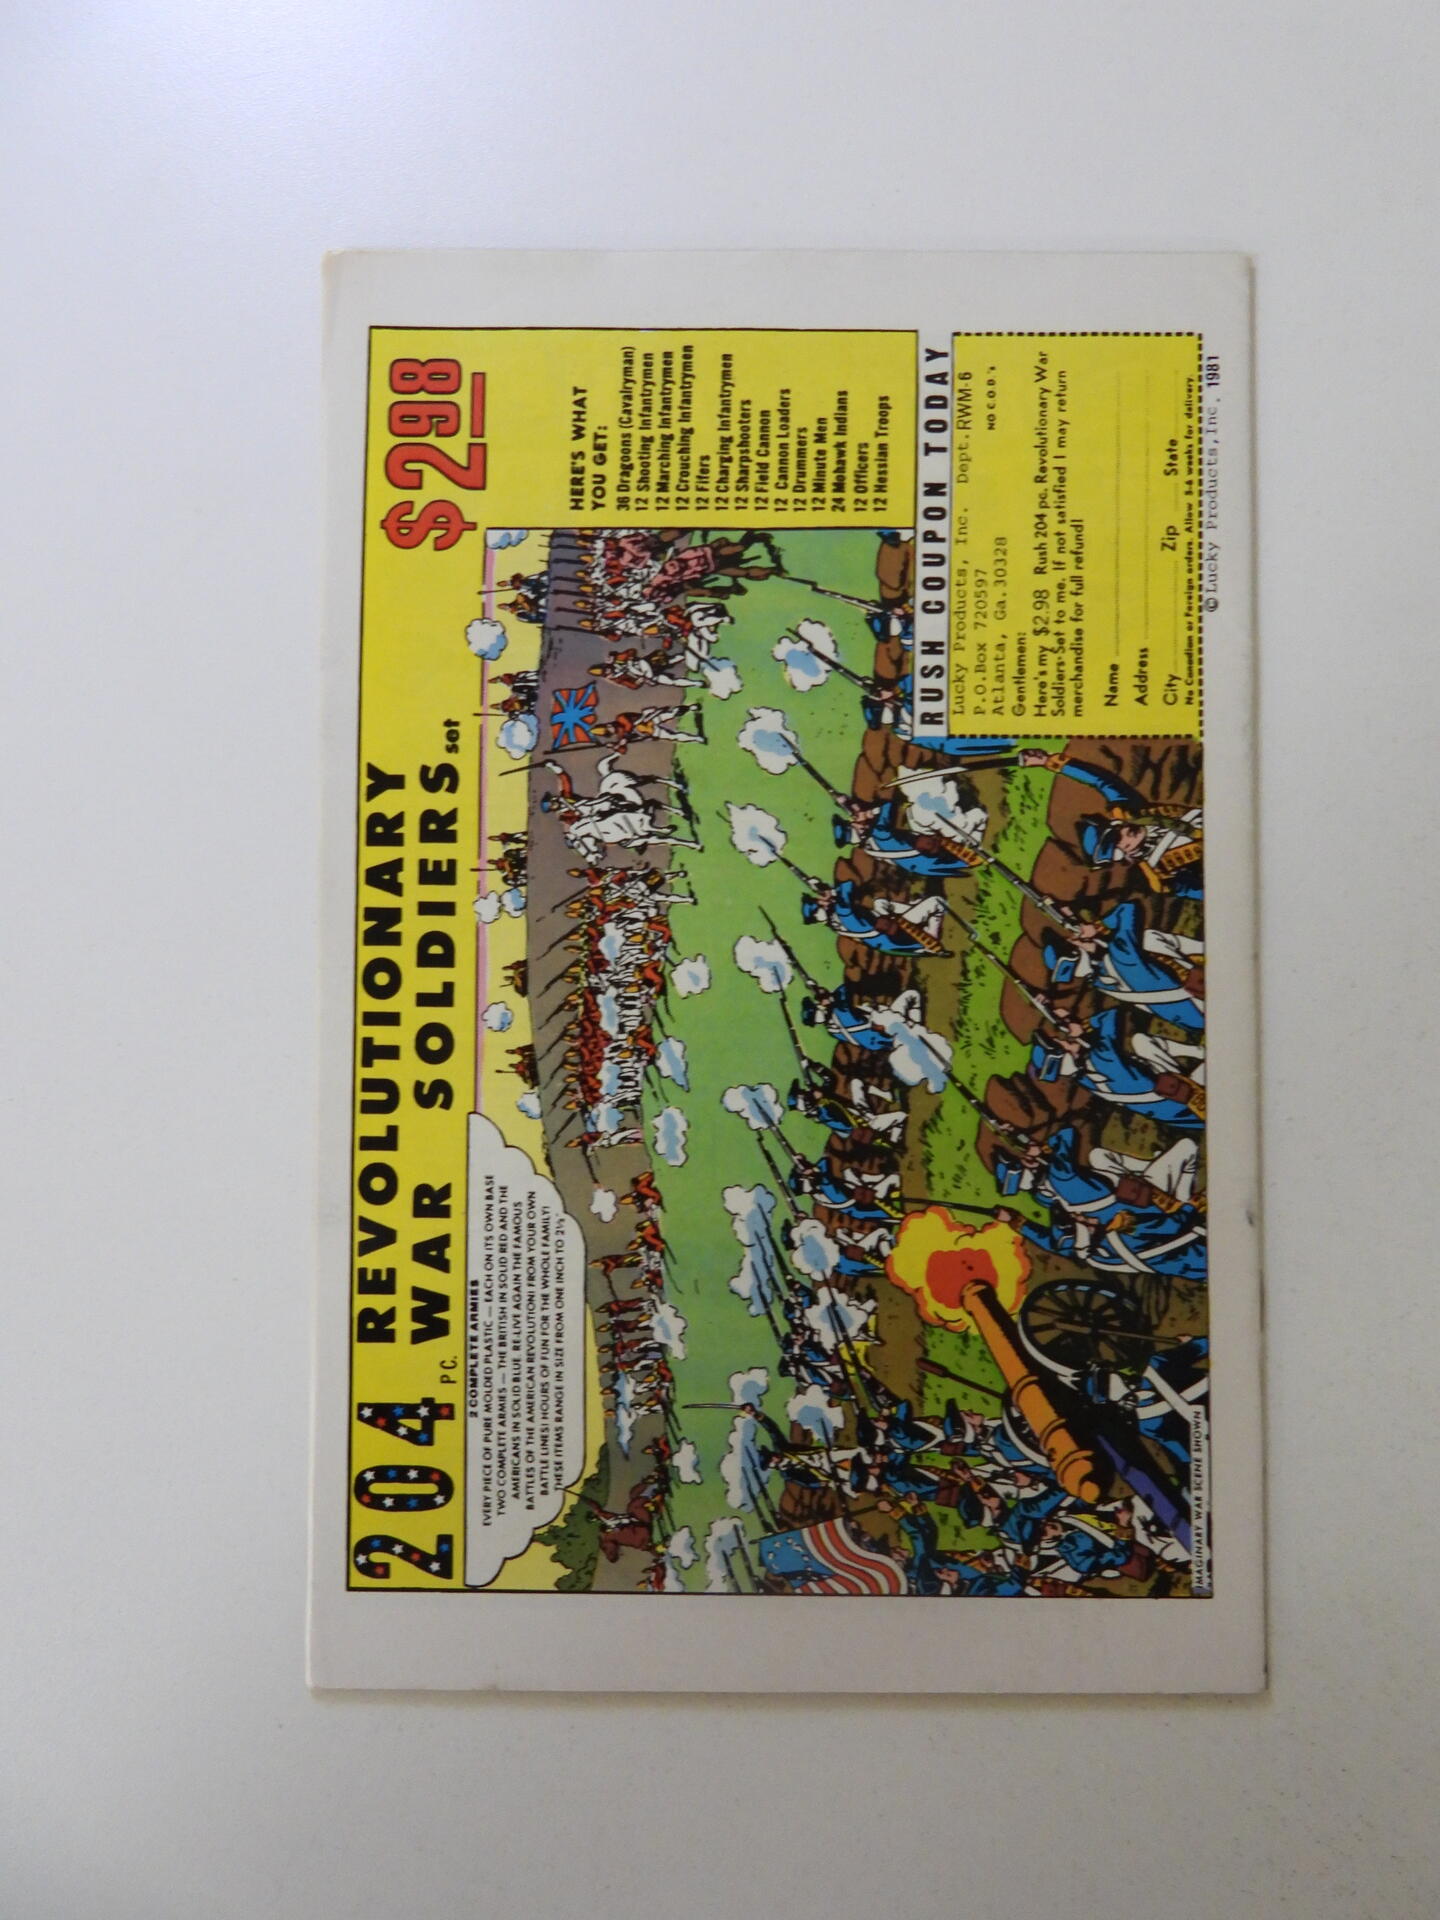 204 PC. REVOLUTIONARY
WAR SOLDIERS set
$298
2 COMPLETE ARMIES
EVERY PIECE OF PURE MOLDED PLASTIC — EACH ON ITS OWN BASE
TWO COMPLETE ARMIES — THE BRITISH IN SOLID RED AND THE
AMERICANS IN SOLID BLUE. RE-LIVE AGAIN THE FAMOUS
BATTLES OF THE AMERICAN REVOLUTION! FROM YOUR OWN
BATTLE LINES! HOURS OF FUN FOR THE WHOLE FAMILY!
THESE ITEMS RANGE IN SIZE FROM ONE INCH TO 2½"
HERE'S WHAT
YOU GET:
36 Dragoons (Cavalryman)
12 Shooting Infantrymen
12 Marching Infantrymen
12 Crouching Infantrymen
12 Fifers
12 Charging Infantrymen
12 Sharpshooters
12 Field Cannon
12 Cannon Loaders
12 Drummers
12 Minute Men
24 Mohawk Indians
12 Officers
12 Hessian Troops
RUSH COUPON TODAY
Lucky Products, Inc. Dept. RWM-6
P.O.Box 720597 NO C.O.D.'s
Atlanta, Ga.30328
Gentlemen:
Here's my $2.98 Rush 204 pc. Revolutionary War
Soldiers Set to me. If not satisfied I may return
merchandise for full refund!
Name
Address
City Zip State
No Canadian or Foreign orders. Allow 3-6 weeks for delivery.
IMAGINARY WAR SCENE SHOWN
© Lucky Products, Inc, 1981